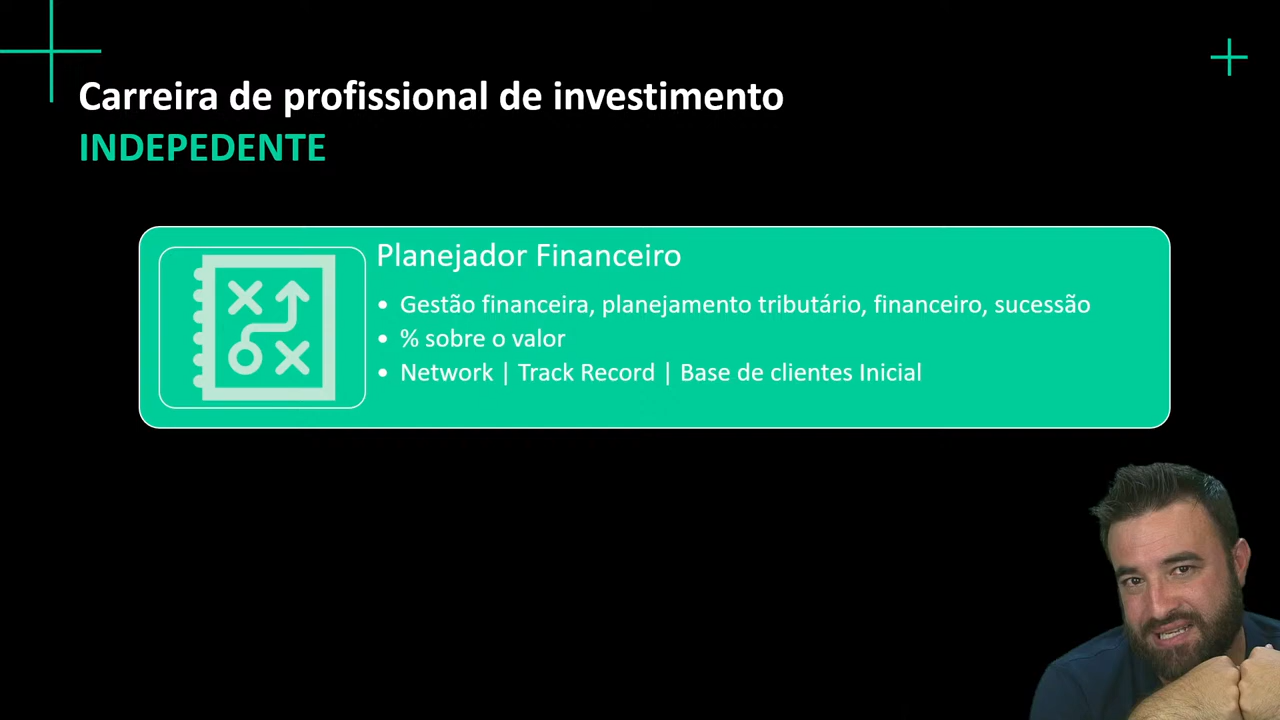 Carreira de profissional de investimento
INDEPEDENTE
Planejador Financeiro
• Gestão financeira, planejamento tributário, financeiro, sucessão
• % sobre o valor
• Network | Track Record | Base de clientes Inicial